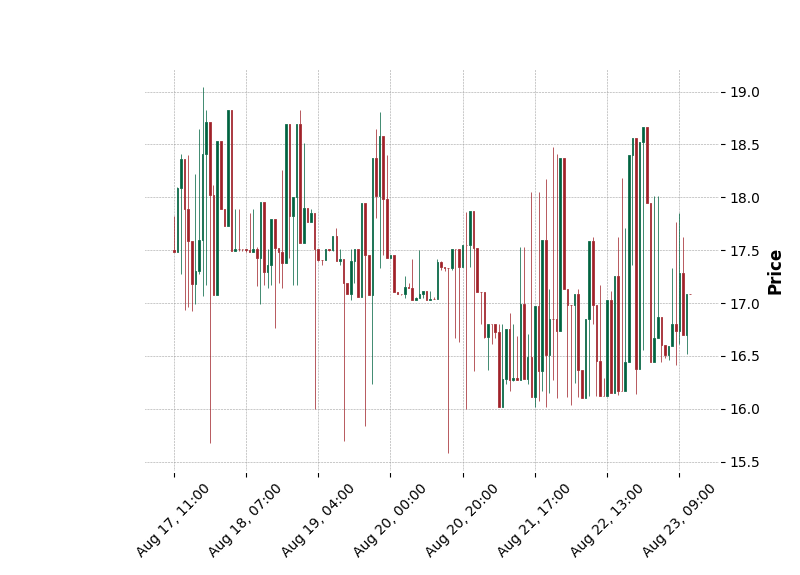 19.0
18.5
18.0
17.5
17.0
16.5
16.0
15.5
Price
Aug 17, 11:00
Aug 18, 07:00
Aug 19, 04:00
Aug 20, 00:00
Aug 20, 20:00
Aug 21, 17:00
Aug 22, 13:00
Aug 23, 09:00